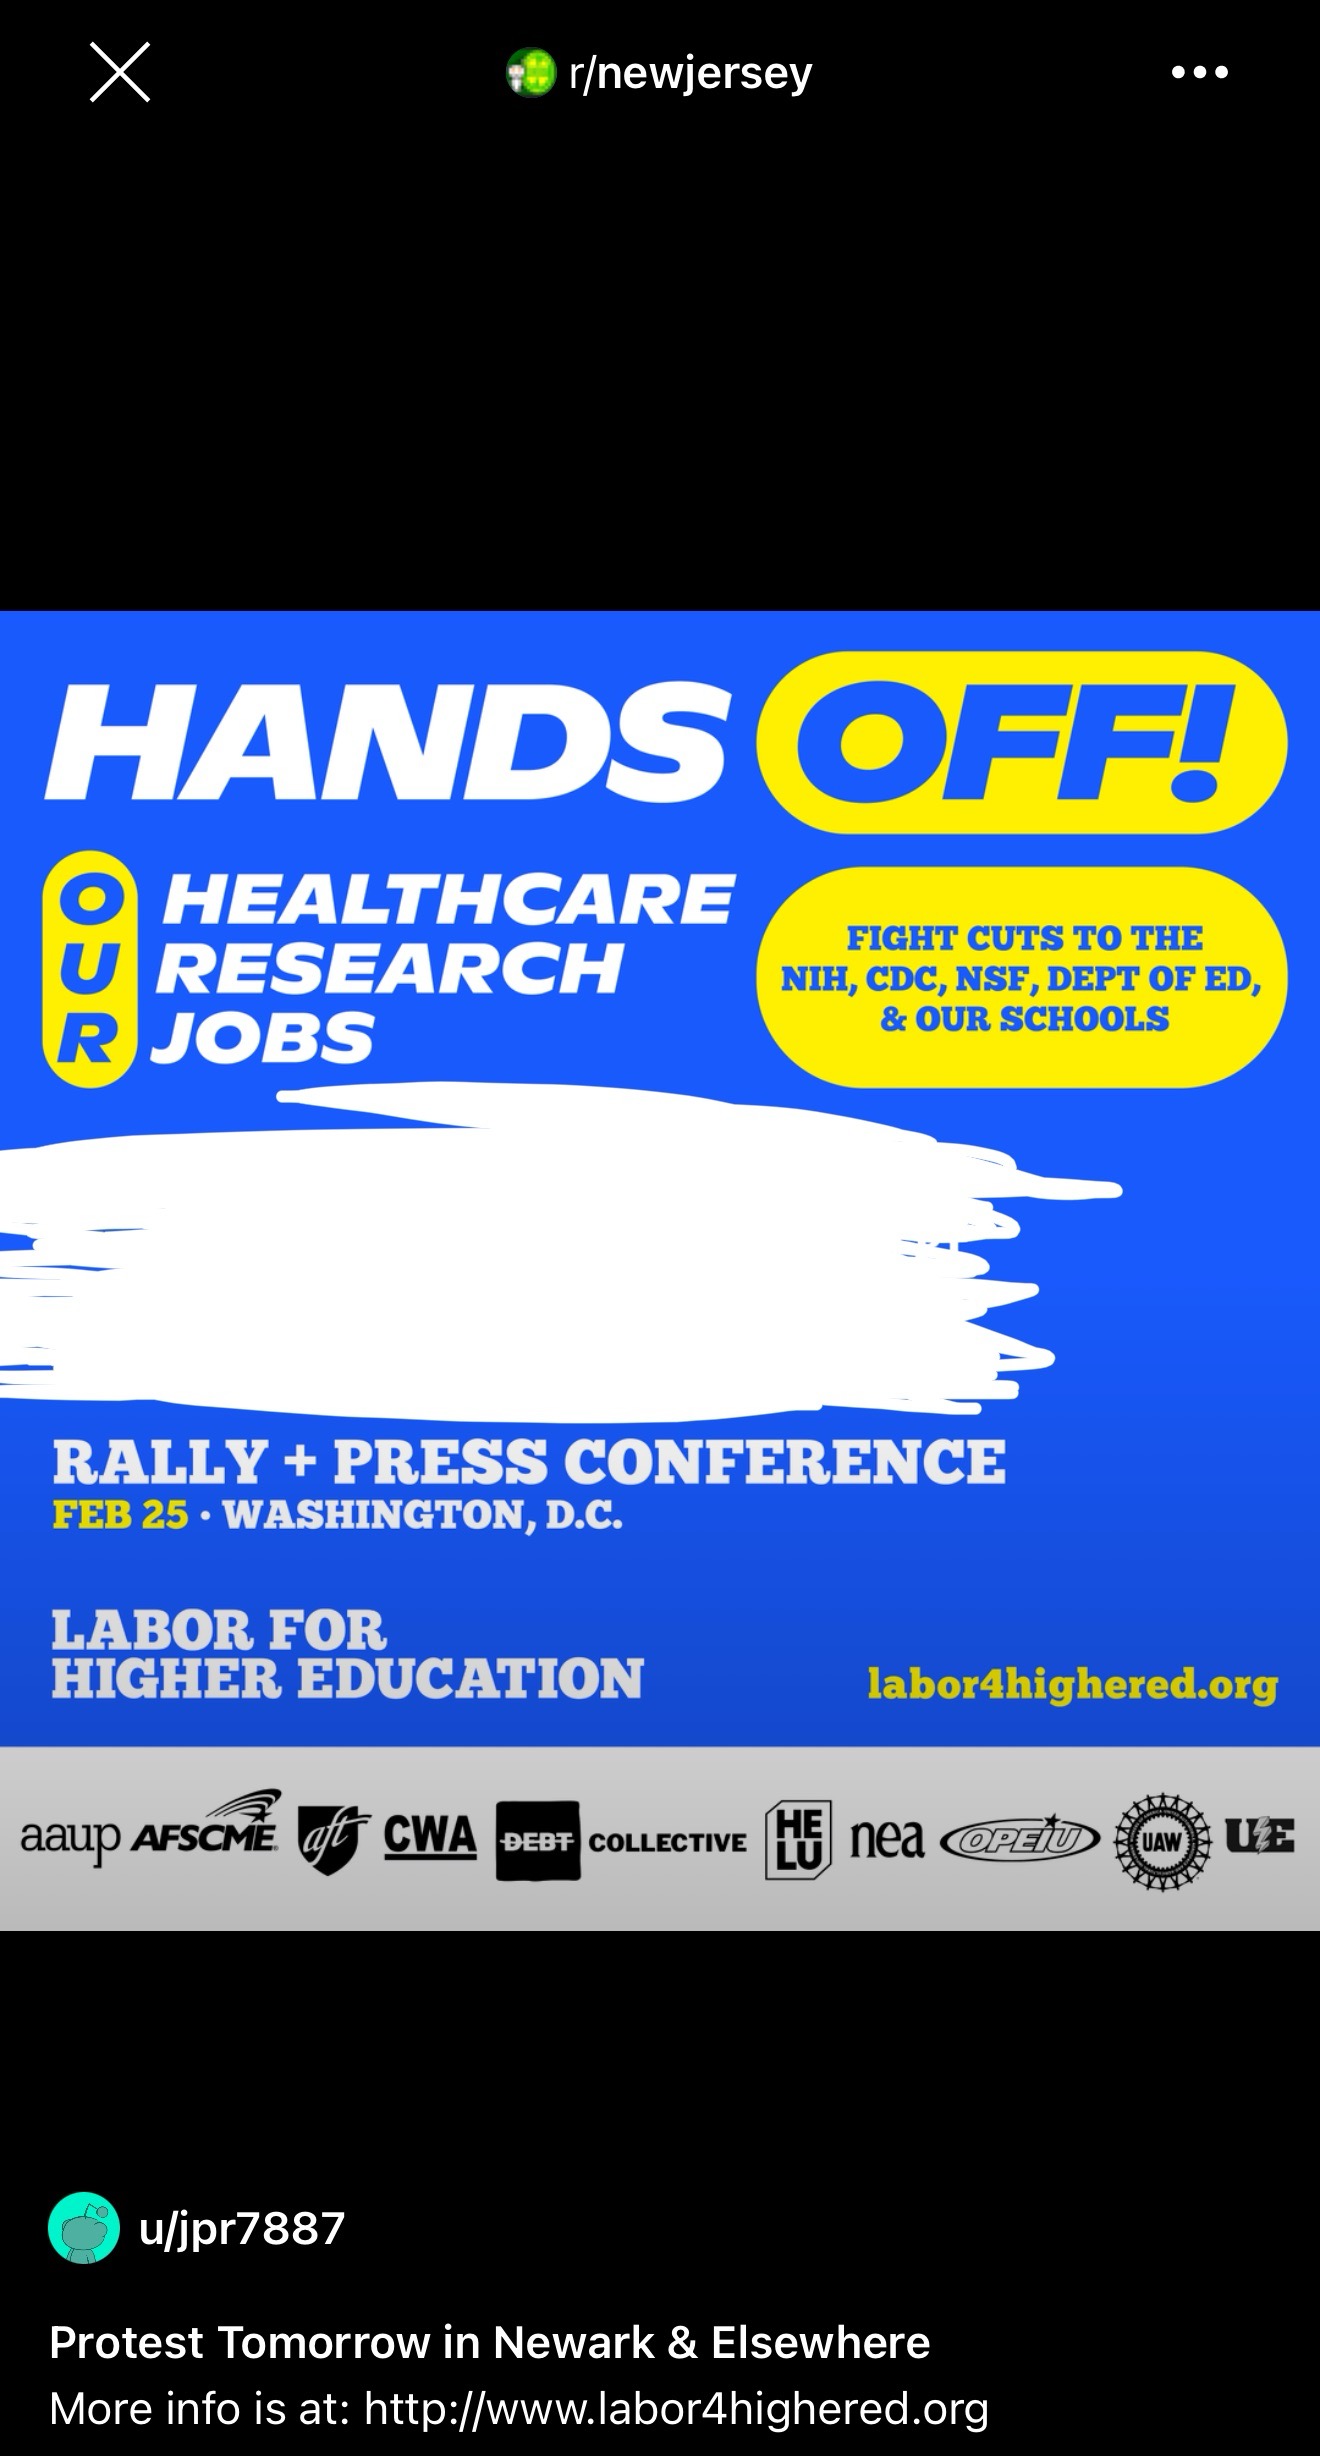 r/newjersey
HANDS OFF!
OUR
HEALTHCARE
RESEARCH
JOBS
FIGHT CUTS TO THE
NIH, CDC, NSF, DEPT OF ED,
& OUR SCHOOLS
RALLY + PRESS CONFERENCE
FEB 25 · WASHINGTON, D.C.
LABOR FOR
HIGHER EDUCATION
labor4highered.org
aaup AFSCME aft CWA DEBT COLLECTIVE HELU nea OPEIU UAW UE
u/jpr7887
Protest Tomorrow in Newark & Elsewhere
More info is at: http://www.labor4highered.org